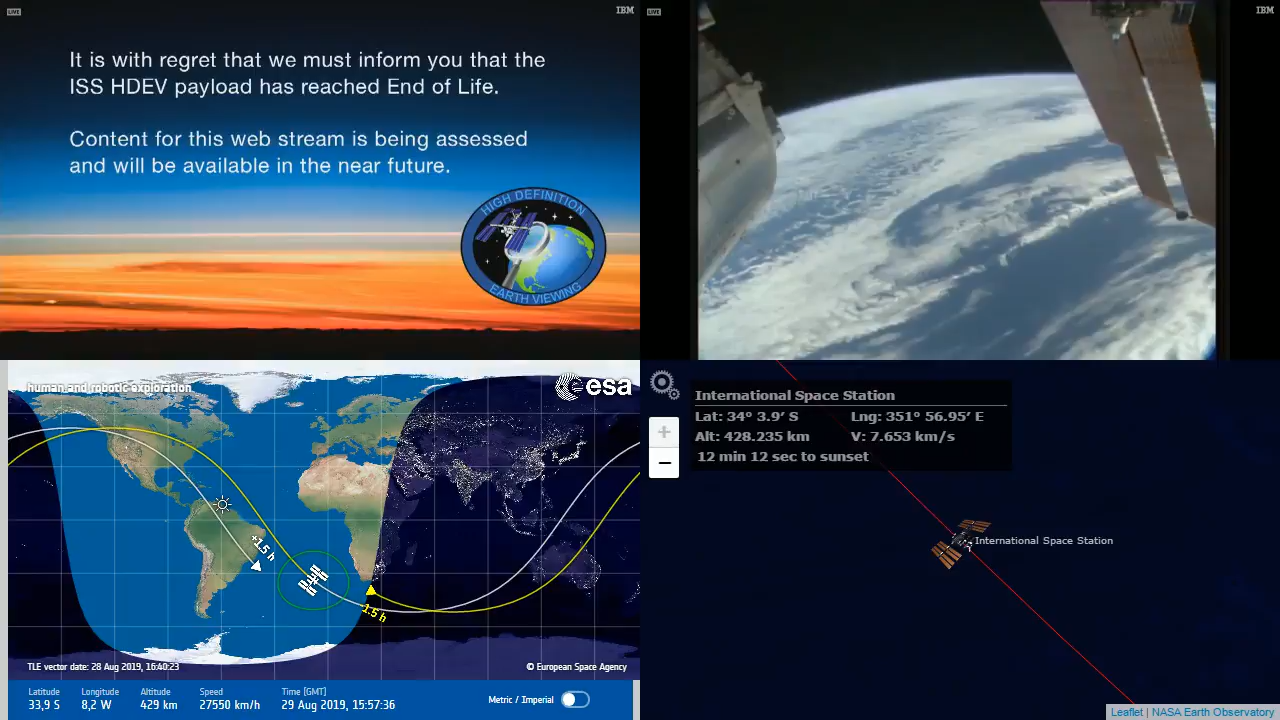 LIVE
IBM
It is with regret that we must inform you that the
ISS HDEV payload has reached End of Life.
Content for this web stream is being assessed
and will be available in the near future.
HIGH DEFINITION
EARTH VIEWING
LIVE
IBM
human and robotic exploration
esa
+1.5 h
-1.5 h
TLE vector date: 28 Aug 2019, 16:40:23
© European Space Agency
Latitude
33,9 S
Longitude
8,2 W
Altitude
429 km
Speed
27550 km/h
Time [GMT]
29 Aug 2019, 15:57:36
Metric / Imperial
+
−
International Space Station
Lat: 34° 3.9′ S Lng: 351° 56.95′ E
Alt: 428.235 km V: 7.653 km/s
12 min 12 sec to sunset
International Space Station
Leaflet | NASA Earth Observatory